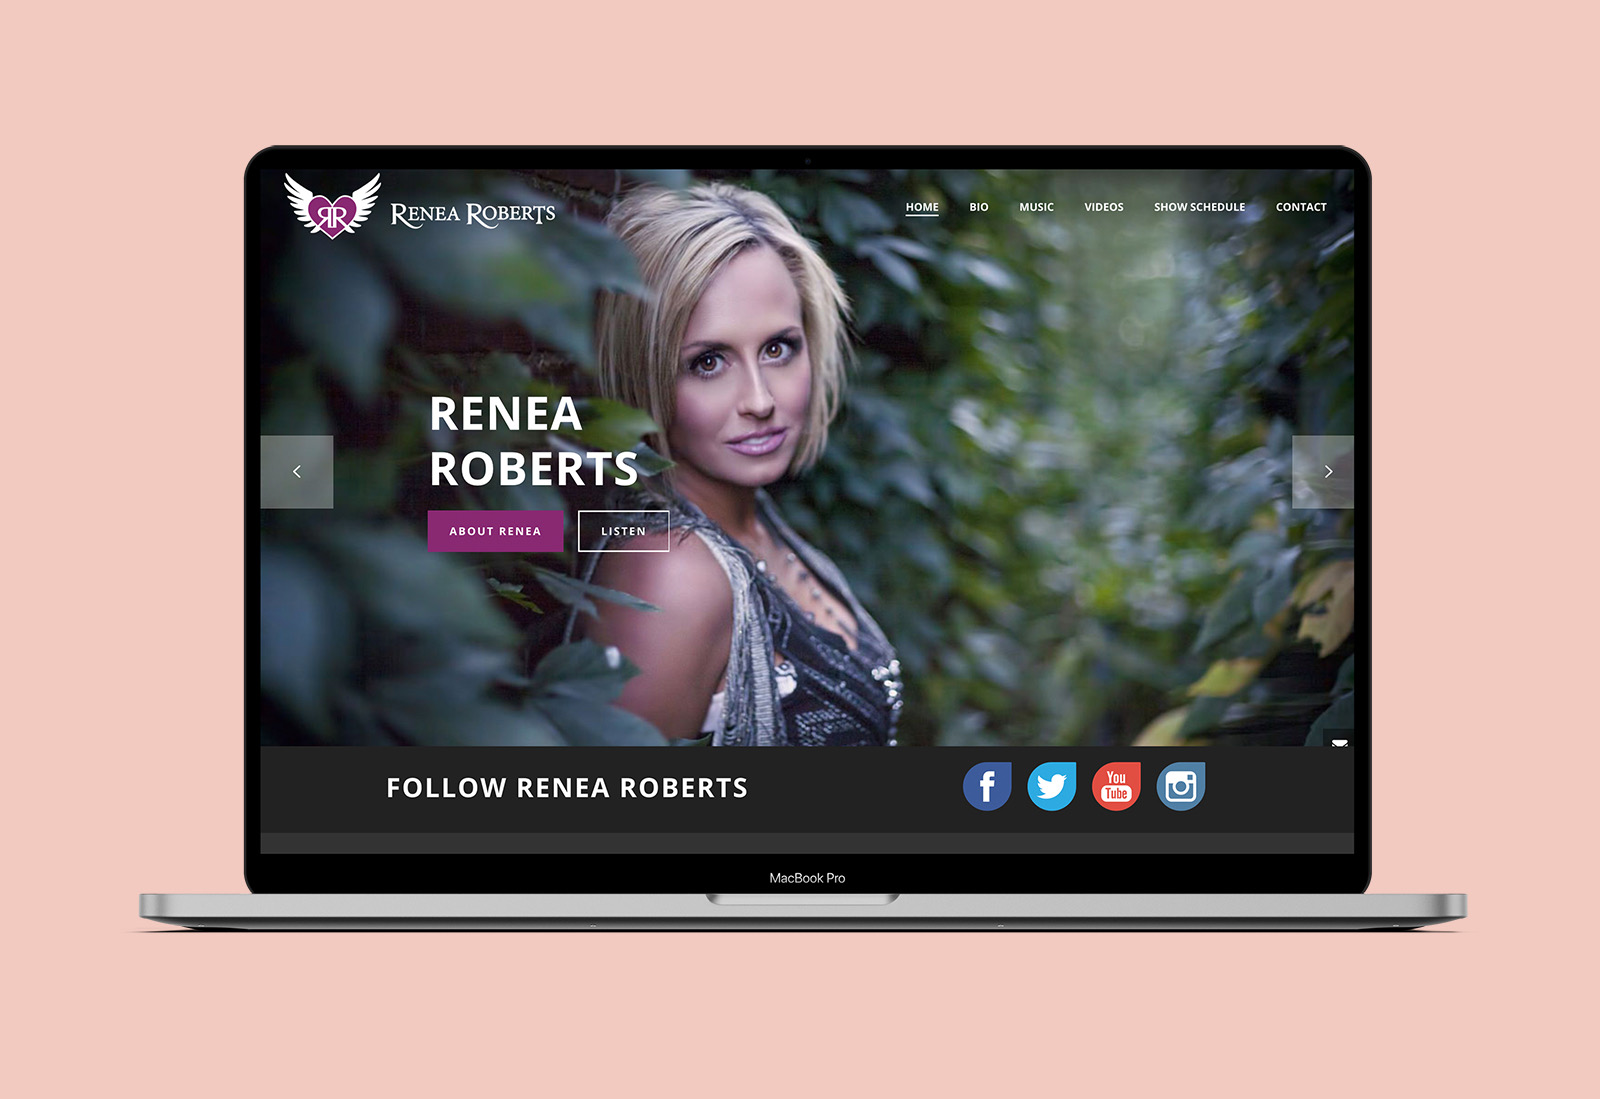 RR
RENEA ROBERTS
HOME BIO MUSIC VIDEOS SHOW SCHEDULE CONTACT
RENEA
ROBERTS
ABOUT RENEA LISTEN
FOLLOW RENEA ROBERTS
f
You
Tube
MacBook Pro